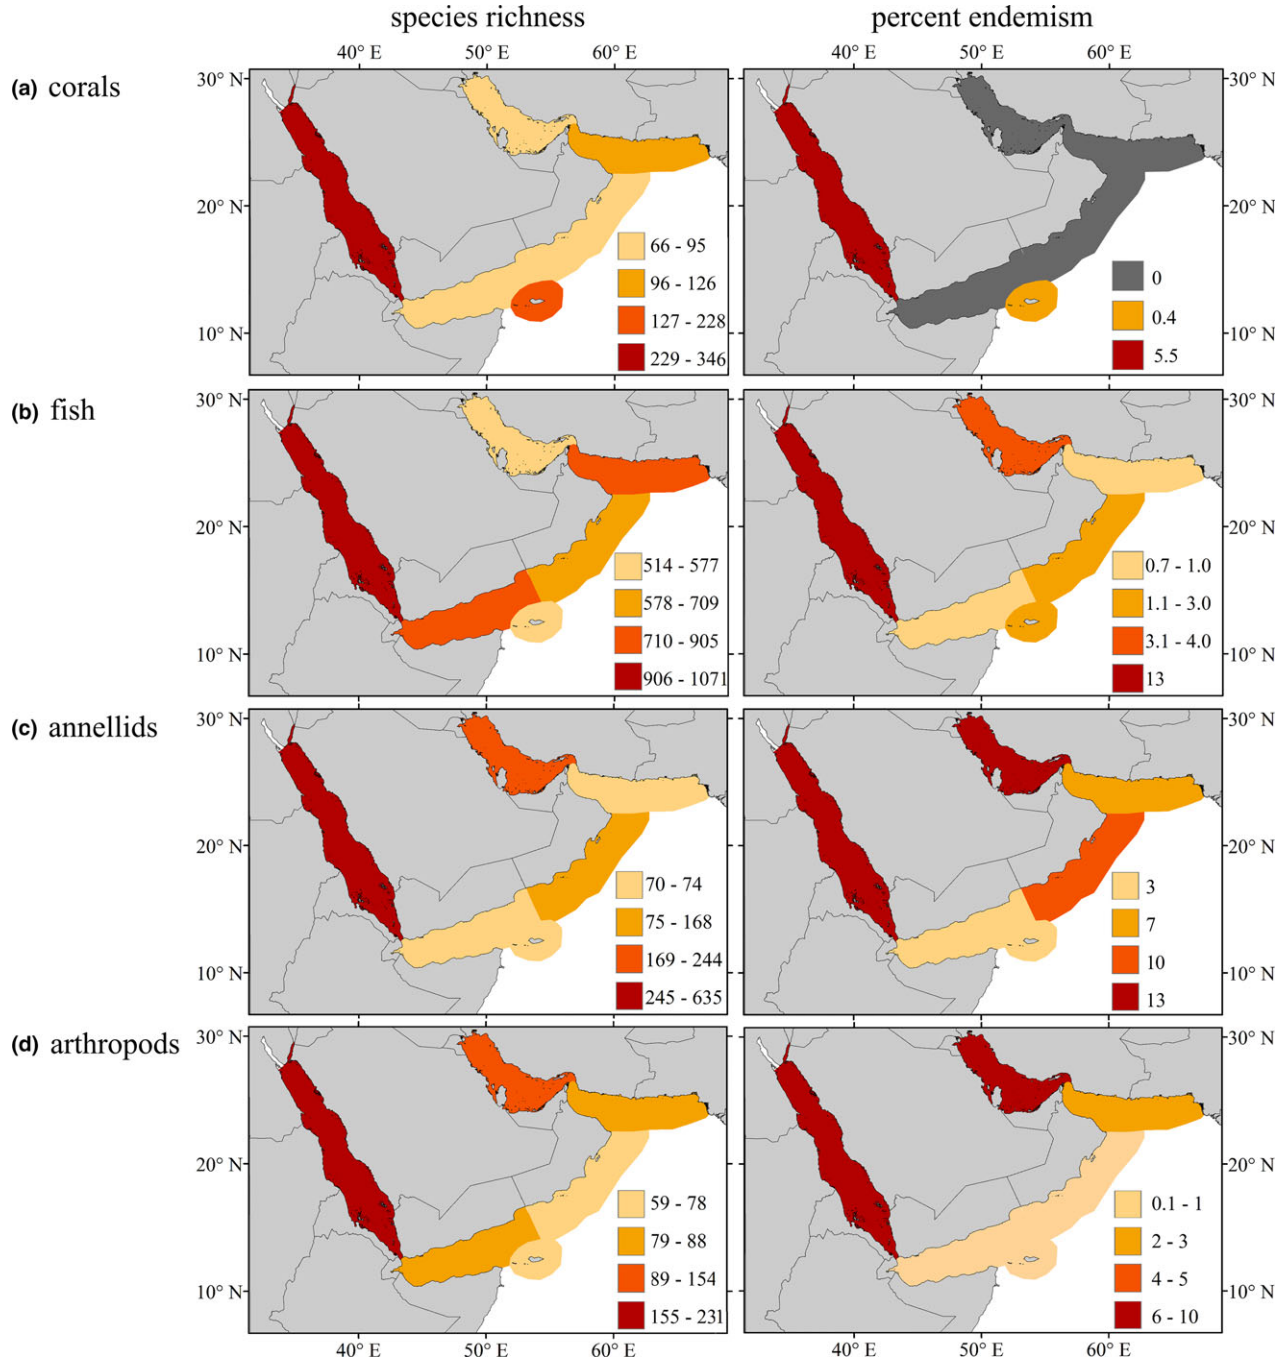 species richness
percent endemism
40° E 50° E 60° E
40° E 50° E 60° E
(a) corals
30° N
20° N
10° N
66 - 95
96 - 126
127 - 228
229 - 346
0
0.4
5.5
30° N
20° N
10° N
(b) fish
30° N
20° N
10° N
514 - 577
578 - 709
710 - 905
906 - 1071
0.7 - 1.0
1.1 - 3.0
3.1 - 4.0
13
30° N
20° N
10° N
(c) annellids
30° N
20° N
10° N
70 - 74
75 - 168
169 - 244
245 - 635
3
7
10
13
30° N
20° N
10° N
(d) arthropods
30° N
20° N
10° N
59 - 78
79 - 88
89 - 154
155 - 231
0.1 - 1
2 - 3
4 - 5
6 - 10
30° N
20° N
10° N
40° E 50° E 60° E
40° E 50° E 60° E